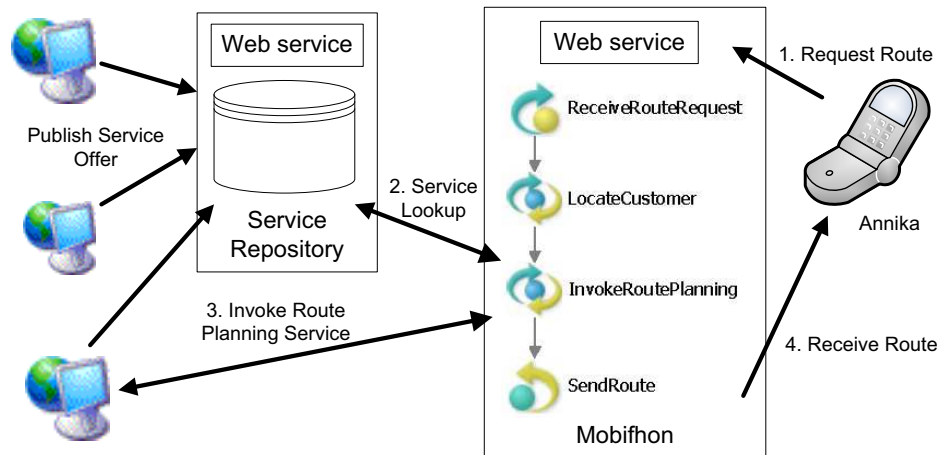 Web service
Publish Service
Offer
Service
Repository
2. Service
Lookup
3. Invoke Route
Planning Service
Web service
ReceiveRouteRequest
LocateCustomer
InvokeRoutePlanning
SendRoute
Mobifhon
1. Request Route
Annika
4. Receive Route